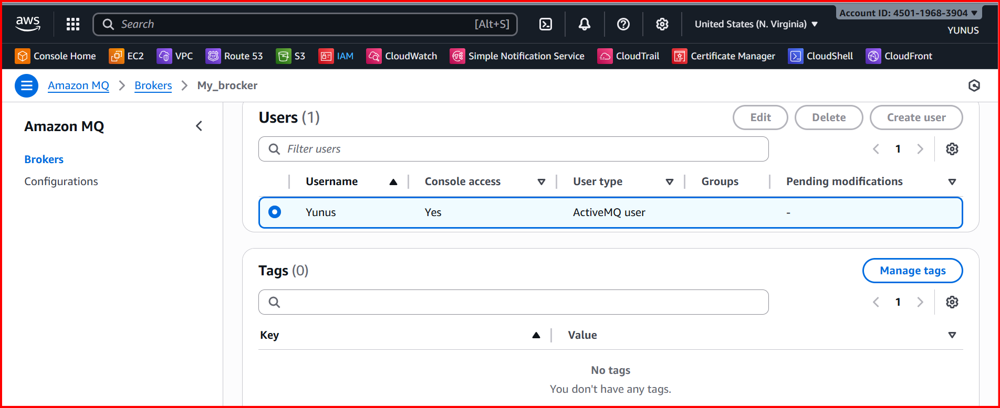 aws
Search [Alt+S]
United States (N. Virginia)
Account ID: 4501-1968-3904
YUNUS
Console Home EC2 VPC Route 53 S3 IAM CloudWatch Simple Notification Service CloudTrail Certificate Manager CloudShell CloudFront
Amazon MQ Brokers My_brocker
Amazon MQ
Brokers
Configurations
Users (1)
Edit Delete Create user
Filter users
1
Username Console access User type Groups Pending modifications
Yunus Yes ActiveMQ user -
Tags (0)
Manage tags
1
Key Value
No tags
You don't have any tags.